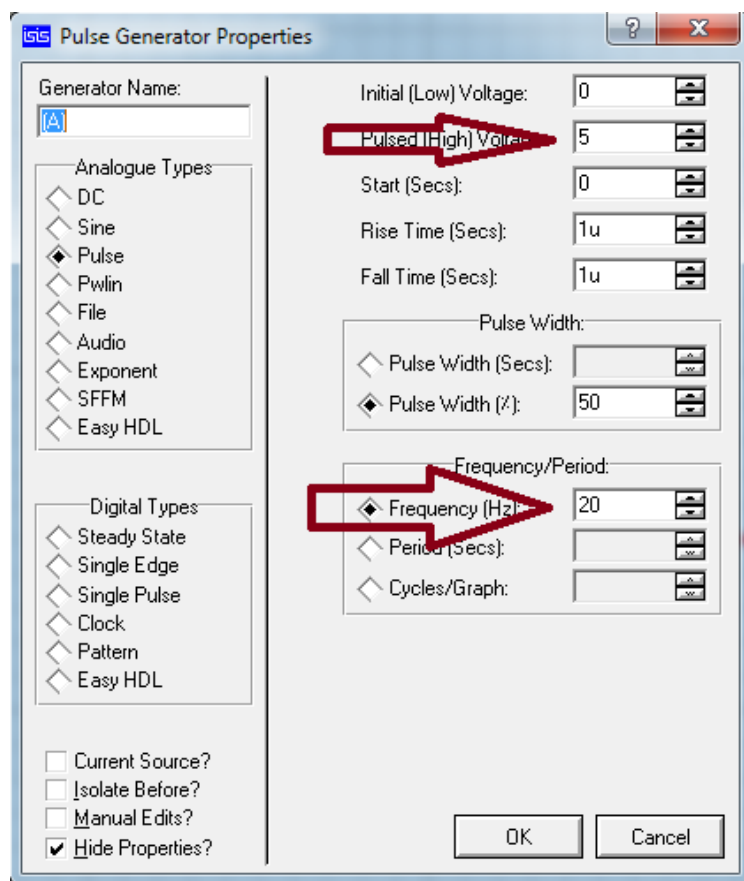 isis Pulse Generator Properties
Generator Name:
(A)
Analogue Types
DC
Sine
Pulse
Pwlin
File
Audio
Exponent
SFFM
Easy HDL
Digital Types
Steady State
Single Edge
Single Pulse
Clock
Pattern
Easy HDL
Current Source?
Isolate Before?
Manual Edits?
Hide Properties?
Initial (Low) Voltage: 0
Pulsed (High) Voltage: 5
Start (Secs): 0
Rise Time (Secs): 1u
Fall Time (Secs): 1u
Pulse Width:
Pulse Width (Secs):
Pulse Width (%): 50
Frequency/Period:
Frequency (Hz): 20
Period (Secs):
Cycles/Graph:
OK Cancel